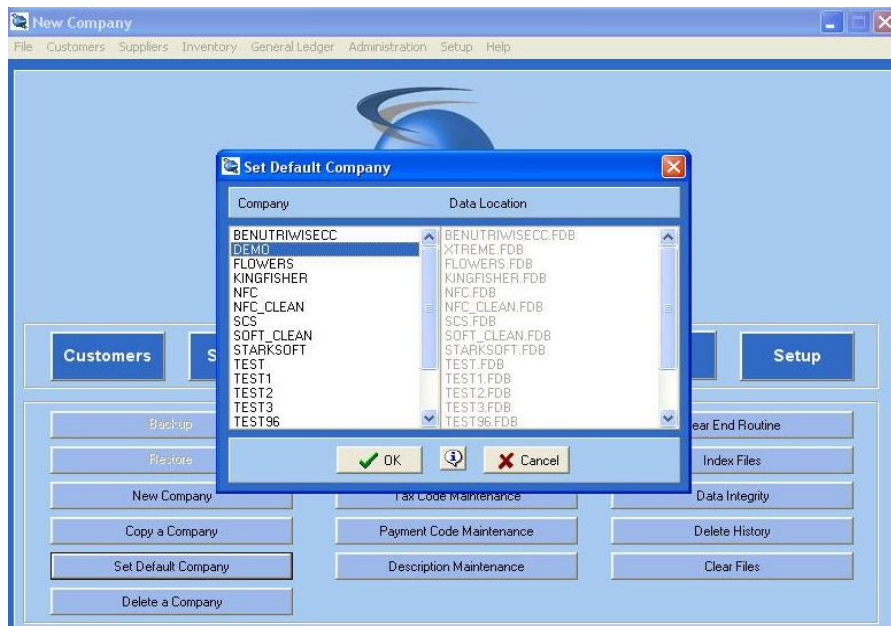 New Company
File Customers Suppliers Inventory General Ledger Administration Setup Help
Set Default Company
Company Data Location
BENUTRIWISECC BENUTRIWISECC.FDB
DEMO XTREME.FDB
FLOWERS FLOWERS.FDB
KINGFISHER KINGFISHER.FDB
NFC NFC.FDB
NFC_CLEAN NFC_CLEAN.FDB
SCS SCS.FDB
SOFT_CLEAN SOFT_CLEAN.FDB
STARKSOFT STARKSOFT.FDB
TEST TEST.FDB
TEST1 TEST1.FDB
TEST2 TEST2.FDB
TEST3 TEST3.FDB
TEST96 TEST96.FDB
OK Cancel
Customers S Setup
Backup ear End Routine
Restore Index Files
New Company Tax Code Maintenance Data Integrity
Copy a Company Payment Code Maintenance Delete History
Set Default Company Description Maintenance Clear Files
Delete a Company